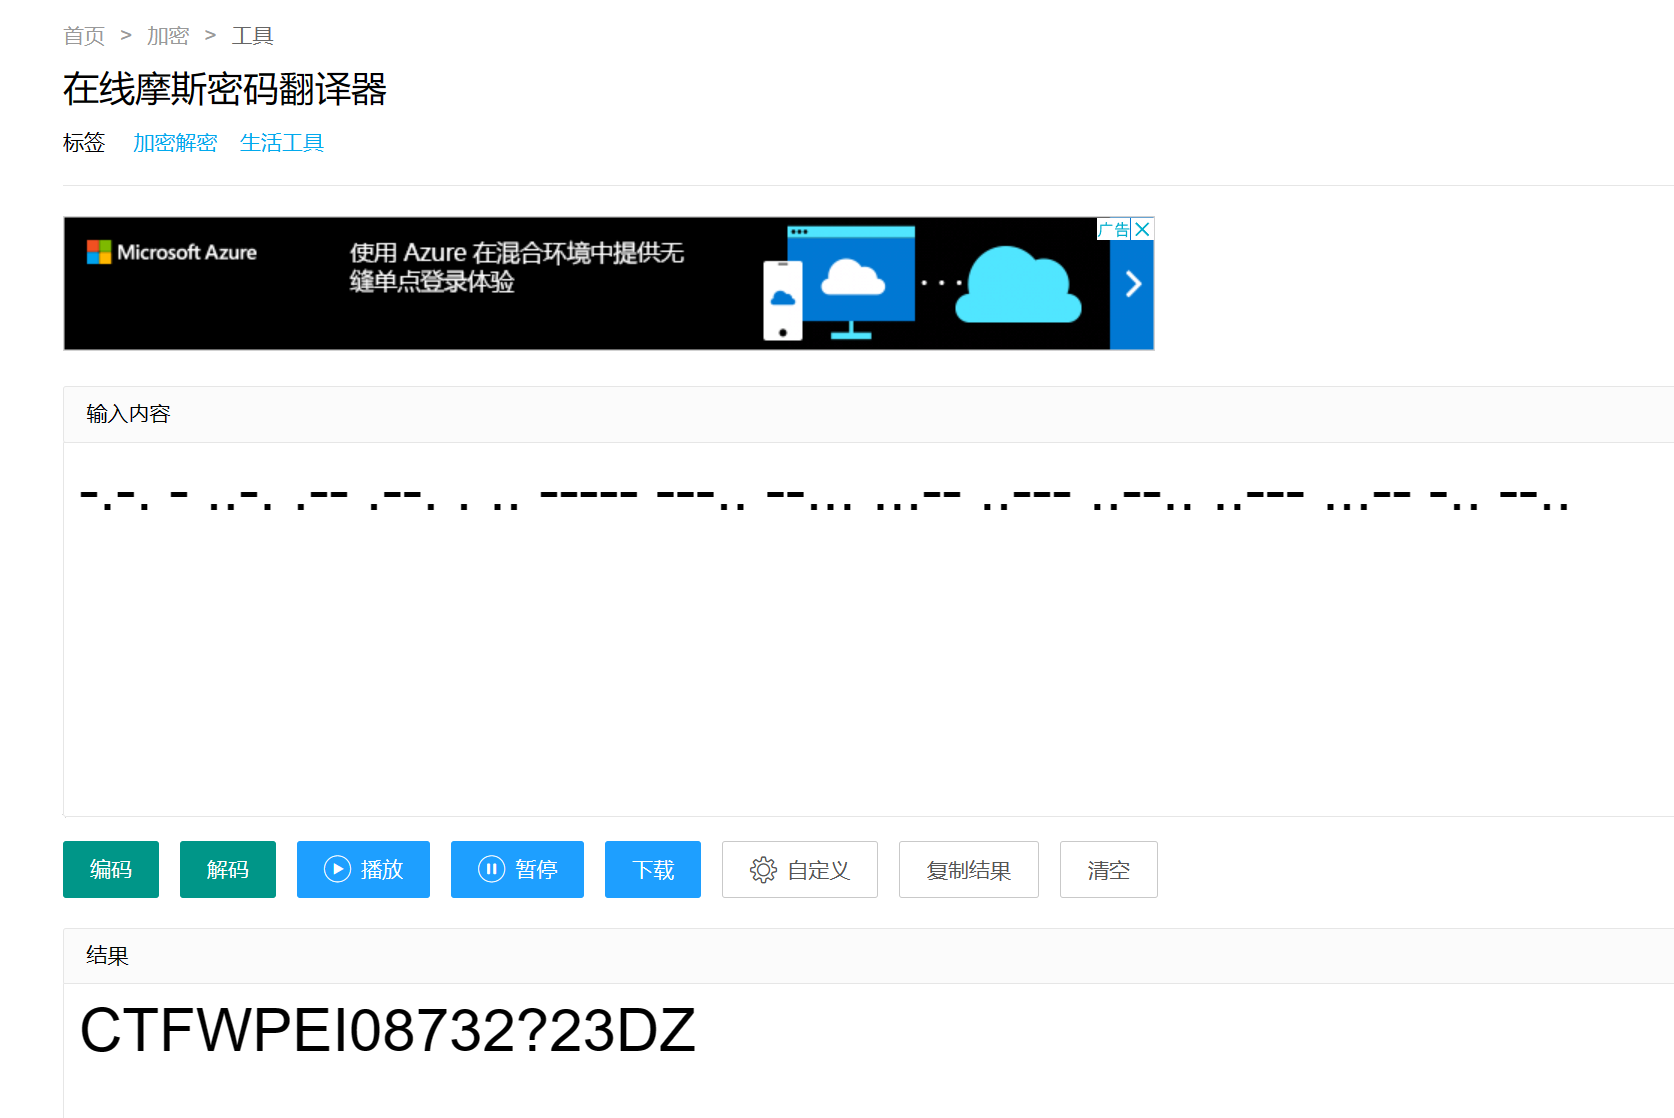 首页 > 加密 > 工具
在线摩斯密码翻译器
标签 加密解密 生活工具
Microsoft Azure
使用 Azure 在混合环境中提供无
缝单点登录体验
广告
输入内容
-.-. - ..-. .-- .--. . .. ----- ---.. --... ...-- ..--- ..--.. ..--- ...-- -.. --..
编码 解码 播放 暂停 下载 自定义 复制结果 清空
结果
CTFWPEI08732?23DZ